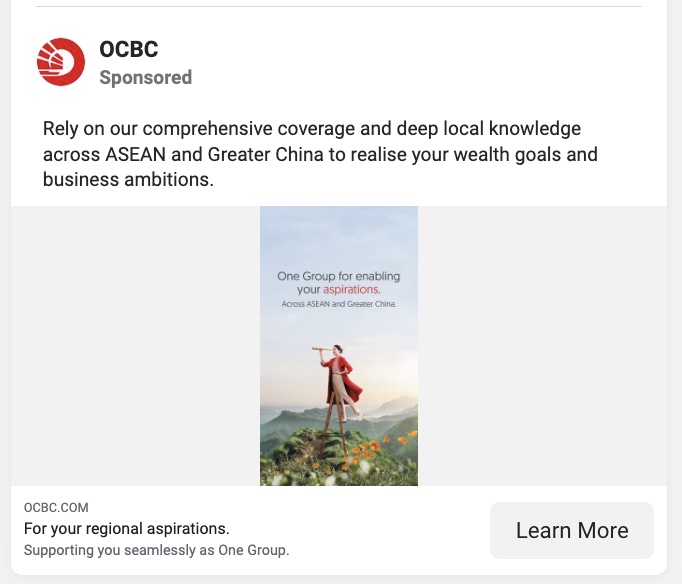 OCBC
Sponsored
Rely on our comprehensive coverage and deep local knowledge
across ASEAN and Greater China to realise your wealth goals and
business ambitions.
One Group for enabling
your aspirations.
Across ASEAN and Greater China.
OCBC.COM
For your regional aspirations.
Supporting you seamlessly as One Group.
Learn More